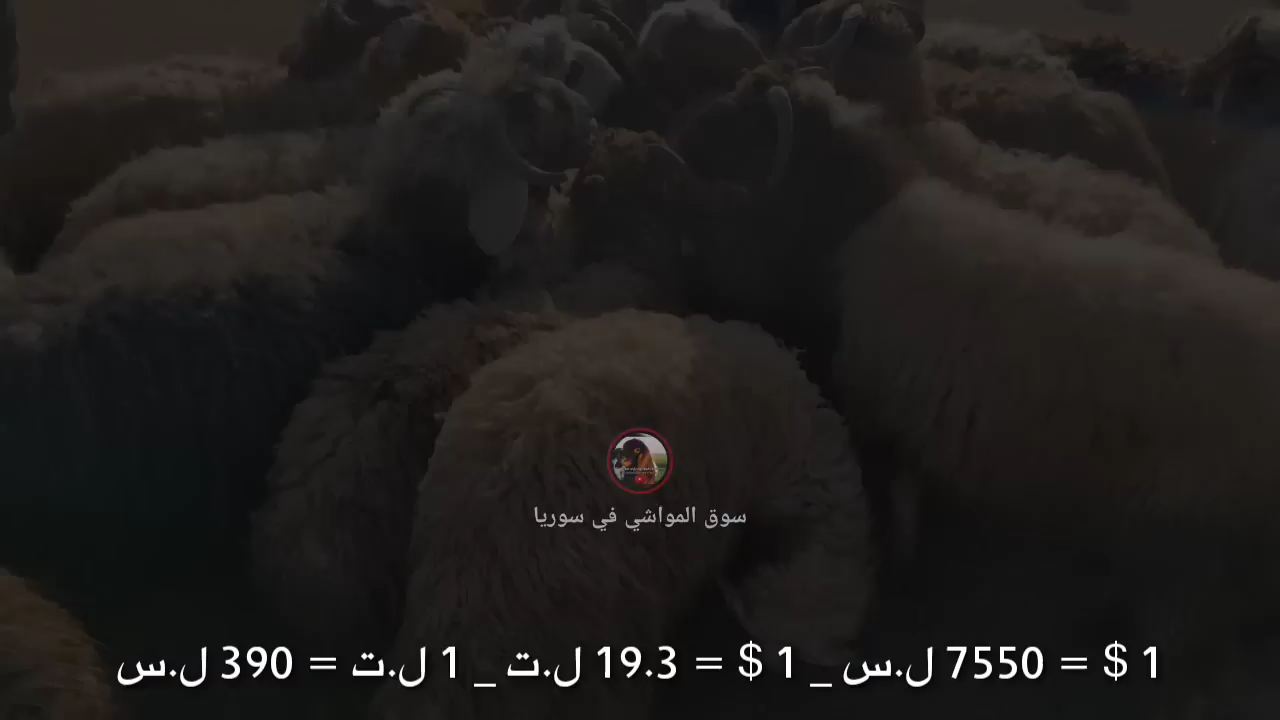 سوق المواشي في سوريا
1 $ = 7550 ل.س _ 1 $ = 19.3 ل.ت _ 1 ل.ت = 390 ل.س